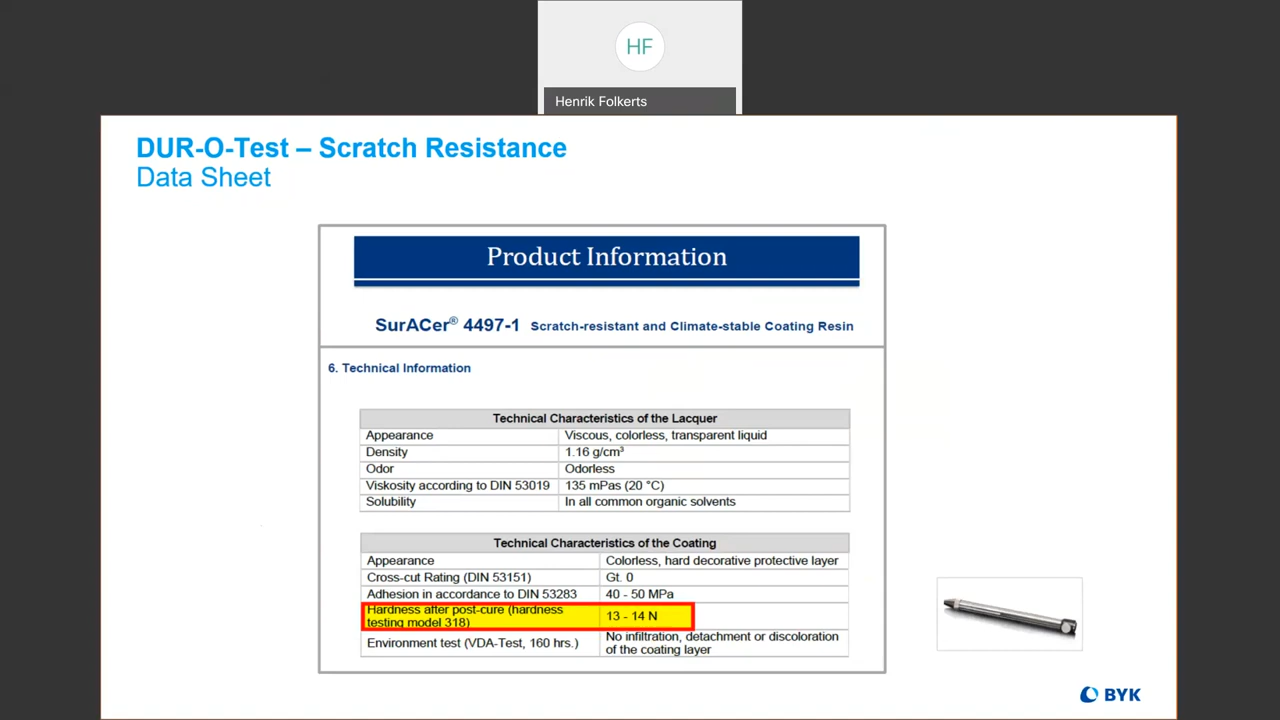 HF
Henrik Folkerts
DUR-O-Test – Scratch Resistance
Data Sheet
Product Information
SurACer® 4497-1 Scratch-resistant and Climate-stable Coating Resin
6. Technical Information
Technical Characteristics of the Lacquer
Appearance Viscous, colorless, transparent liquid
Density 1.16 g/cm³
Odor Odorless
Viscosity according to DIN 53019 135 mPas (20 °C)
Solubility In all common organic solvents
Technical Characteristics of the Coating
Appearance Colorless, hard decorative protective layer
Cross-cut Rating (DIN 53151) Gt. 0
Adhesion in accordance to DIN 53283 40 - 50 MPa
Hardness after post-cure (hardness
testing model 318) 13 - 14 N
Environment test (VDA-Test, 160 hrs.) No infiltration, detachment or discoloration
of the coating layer
BYK